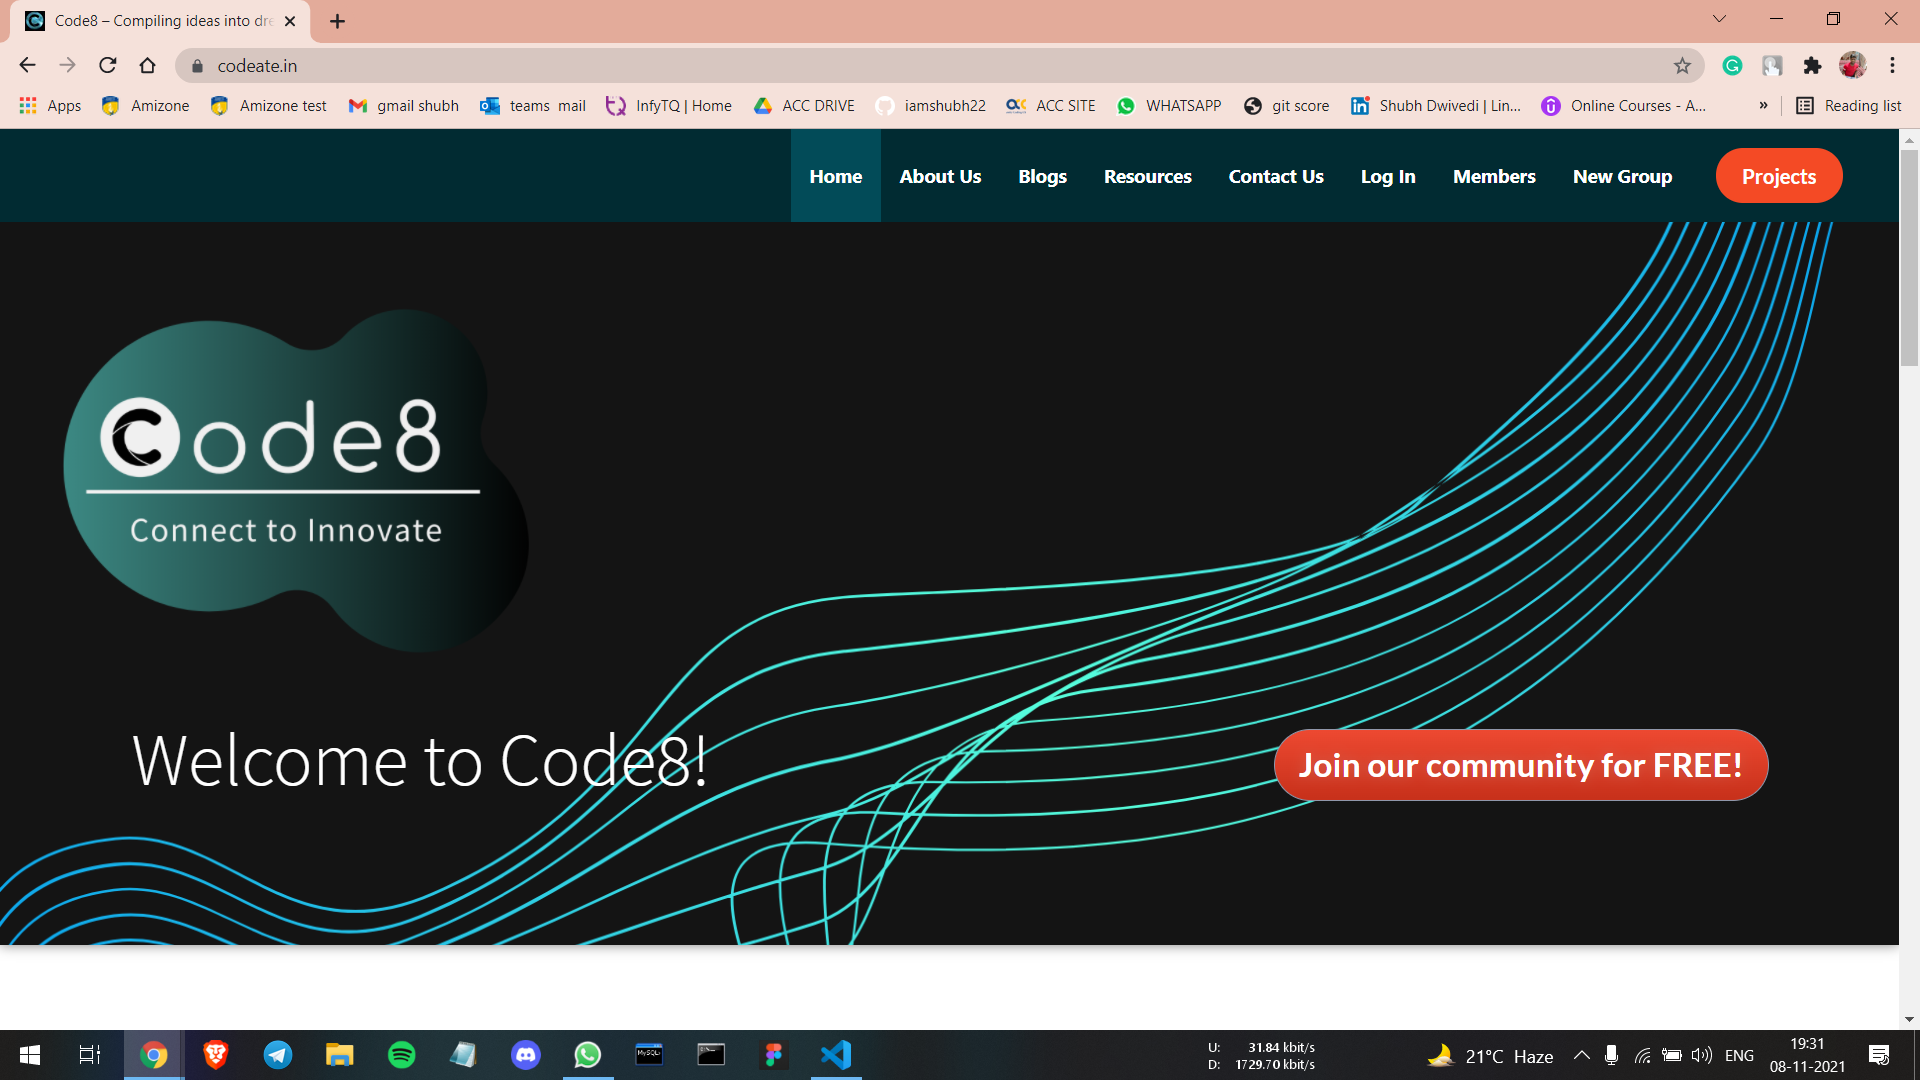 Code8 – Compiling ideas into dre
codeate.in
Apps
Amizone
Amizone test
gmail shubh
teams mail
InfyTQ | Home
ACC DRIVE
iamshubh22
ACC SITE
WHATSAPP
git score
Shubh Dwivedi | Lin...
Online Courses - A...
»
Reading list
Home
About Us
Blogs
Resources
Contact Us
Log In
Members
New Group
Projects
Code8
Connect to Innovate
Welcome to Code8!
Join our community for FREE!
MySQL
U: 31.84 kbit/s
D: 1729.70 kbit/s
21°C Haze
ENG
19:31
08-11-2021